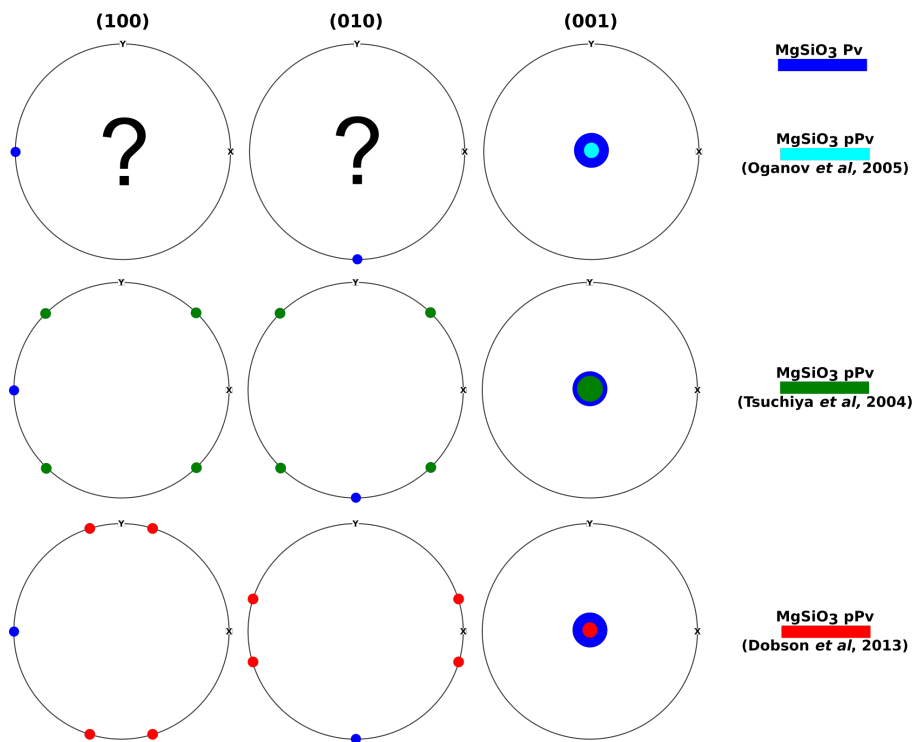 (100) (010) (001)
Y Y Y
MgSiO3 Pv
? ? X X X
MgSiO3 pPv
(Oganov et al, 2005)
Y Y Y
MgSiO3 pPv
X X X
(Tsuchiya et al, 2004)
Y Y Y
MgSiO3 pPv
X X X
(Dobson et al, 2013)